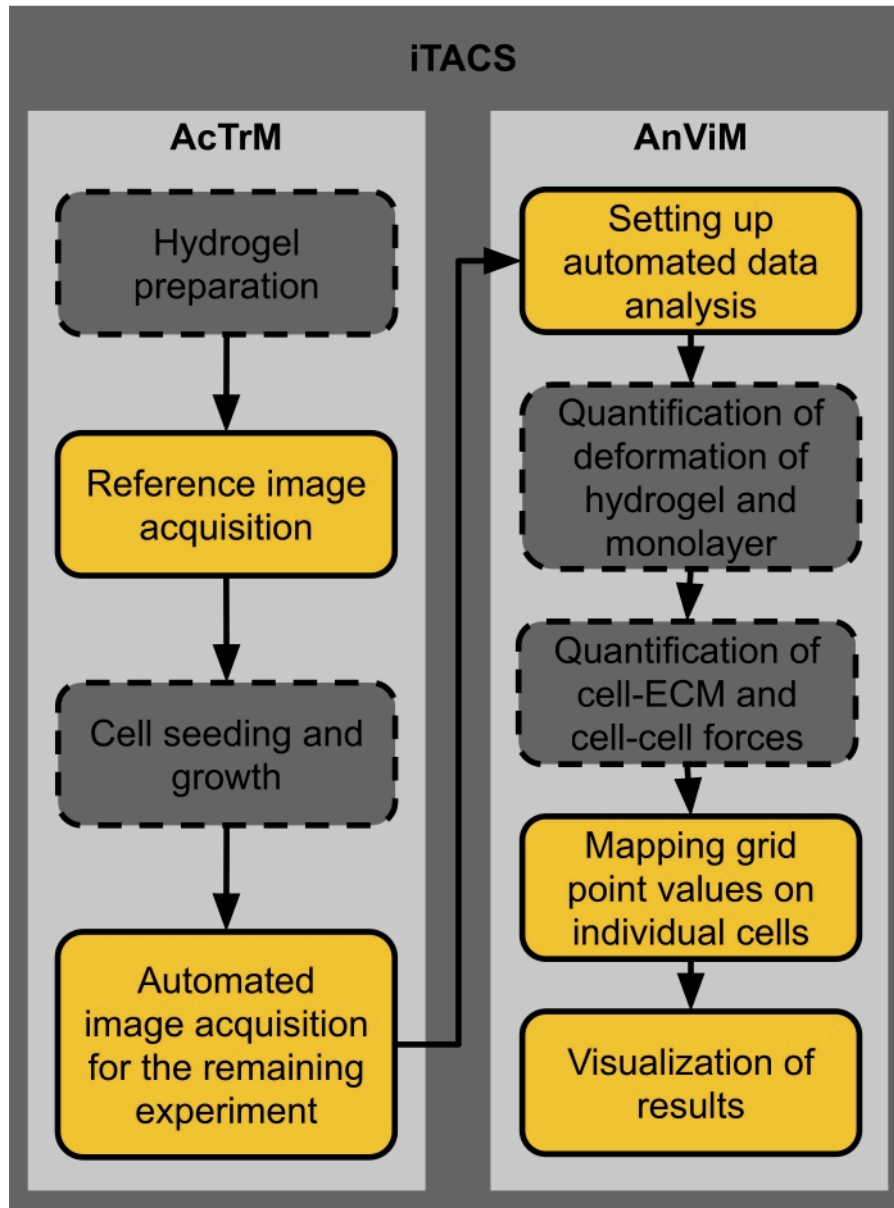 iTACS
AcTrM
Hydrogel
preparation
Reference image
acquisition
Cell seeding and
growth
Automated
image acquisition
for the remaining
experiment
AnViM
Setting up
automated data
analysis
Quantification of
deformation of
hydrogel and
monolayer
Quantification of
cell-ECM and
cell-cell forces
Mapping grid
point values on
individual cells
Visualization of
results